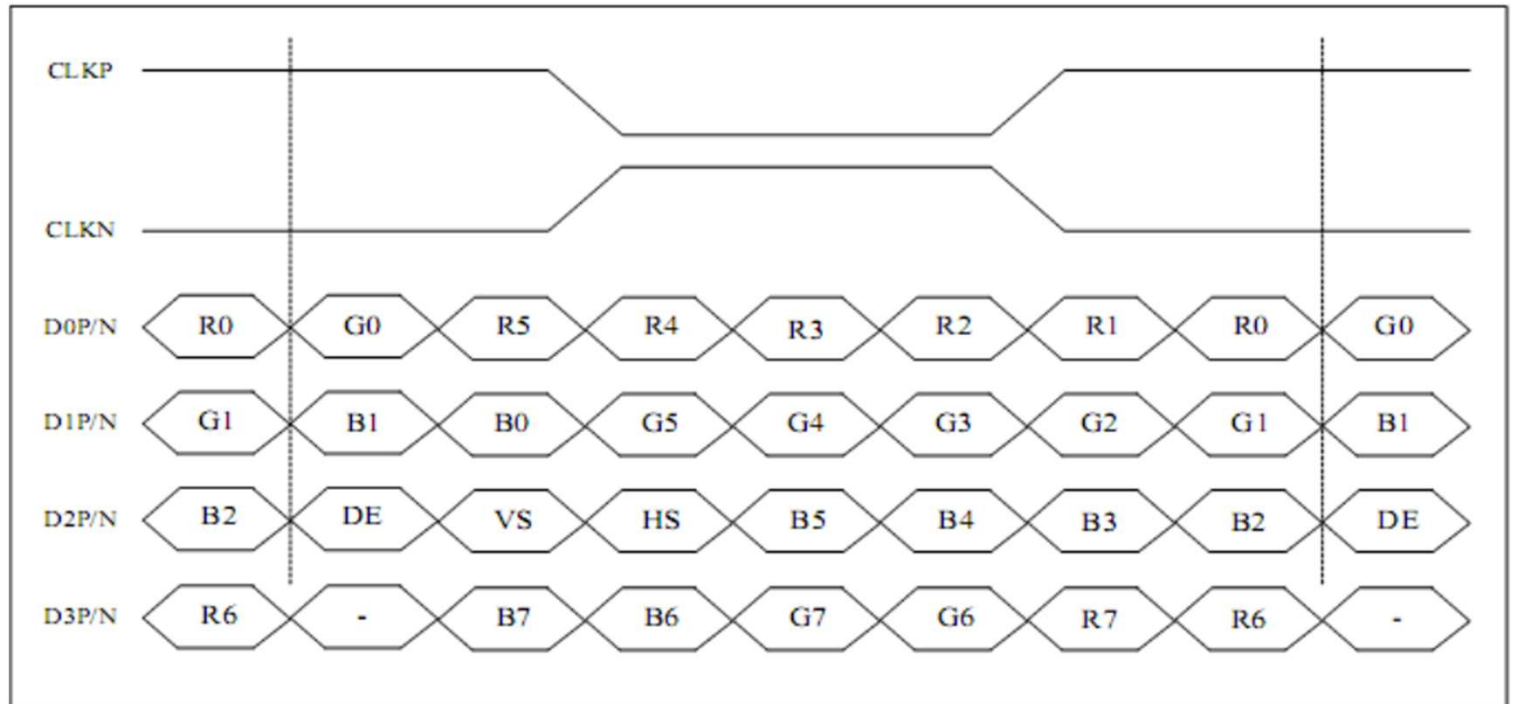 CLKP
CLKN
D0P/N R0 G0 R5 R4 R3 R2 R1 R0 G0
D1P/N G1 B1 B0 G5 G4 G3 G2 G1 B1
D2P/N B2 DE VS HS B5 B4 B3 B2 DE
D3P/N R6 - B7 B6 G7 G6 R7 R6 -